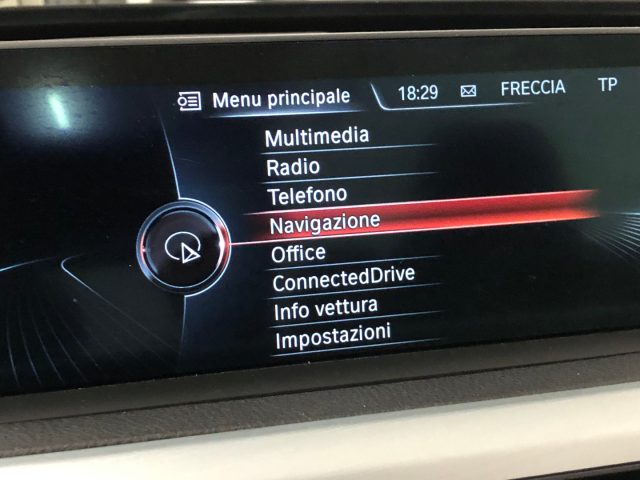 Menu principale 18:29 FRECCIA TP
Multimedia
Radio
Telefono
Navigazione
Office
ConnectedDrive
Info vettura
Impostazioni